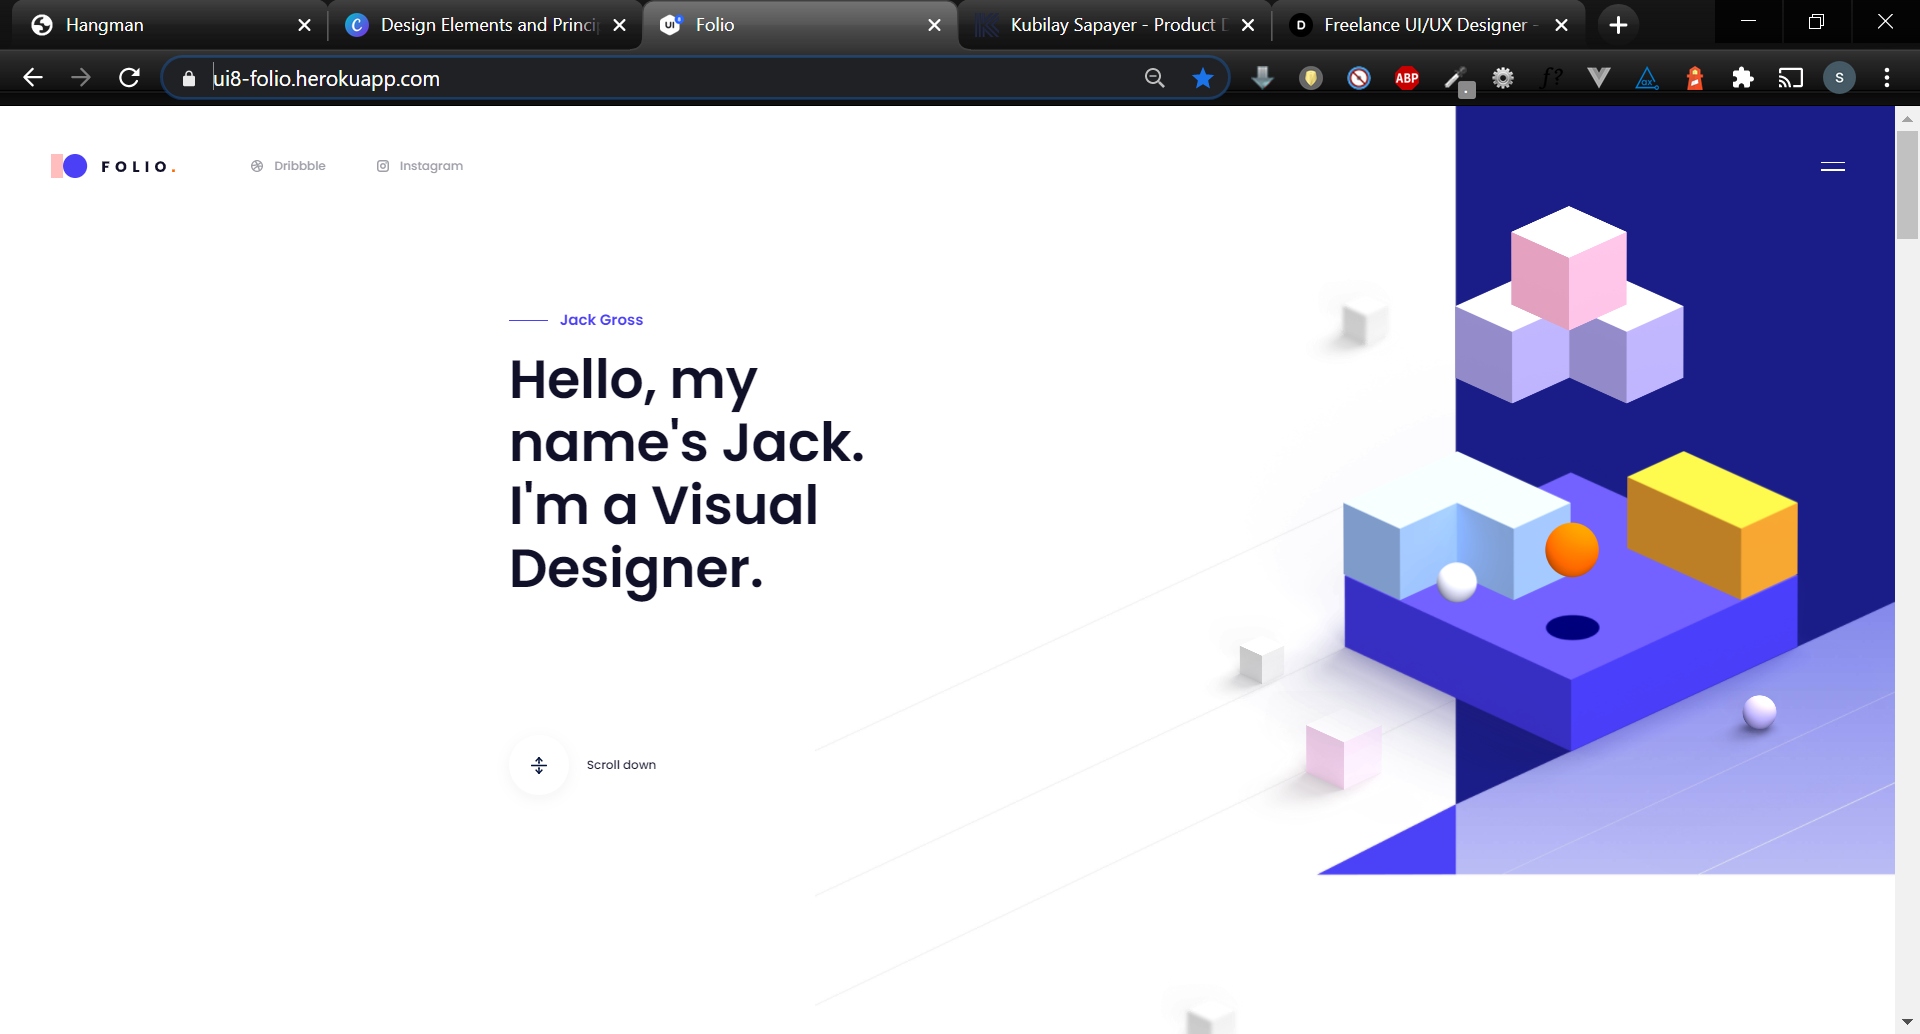 Hangman
Design Elements and Princi
Folio
Kubilay Sapayer - Product D
Freelance UI/UX Designer -
ui8-folio.herokuapp.com
ABP
f?
S
FOLIO.
Dribbble
Instagram
Jack Gross
Hello, my
name's Jack.
I'm a Visual
Designer.
Scroll down